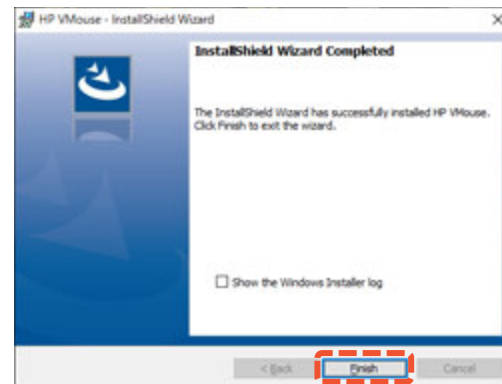 HP VMouse - InstallShield Wizard
InstallShield Wizard Completed
The InstallShield Wizard has successfully installed HP VMouse.
Click Finish to exit the wizard.
Show the Windows Installer log
< Back
Finish
Cancel